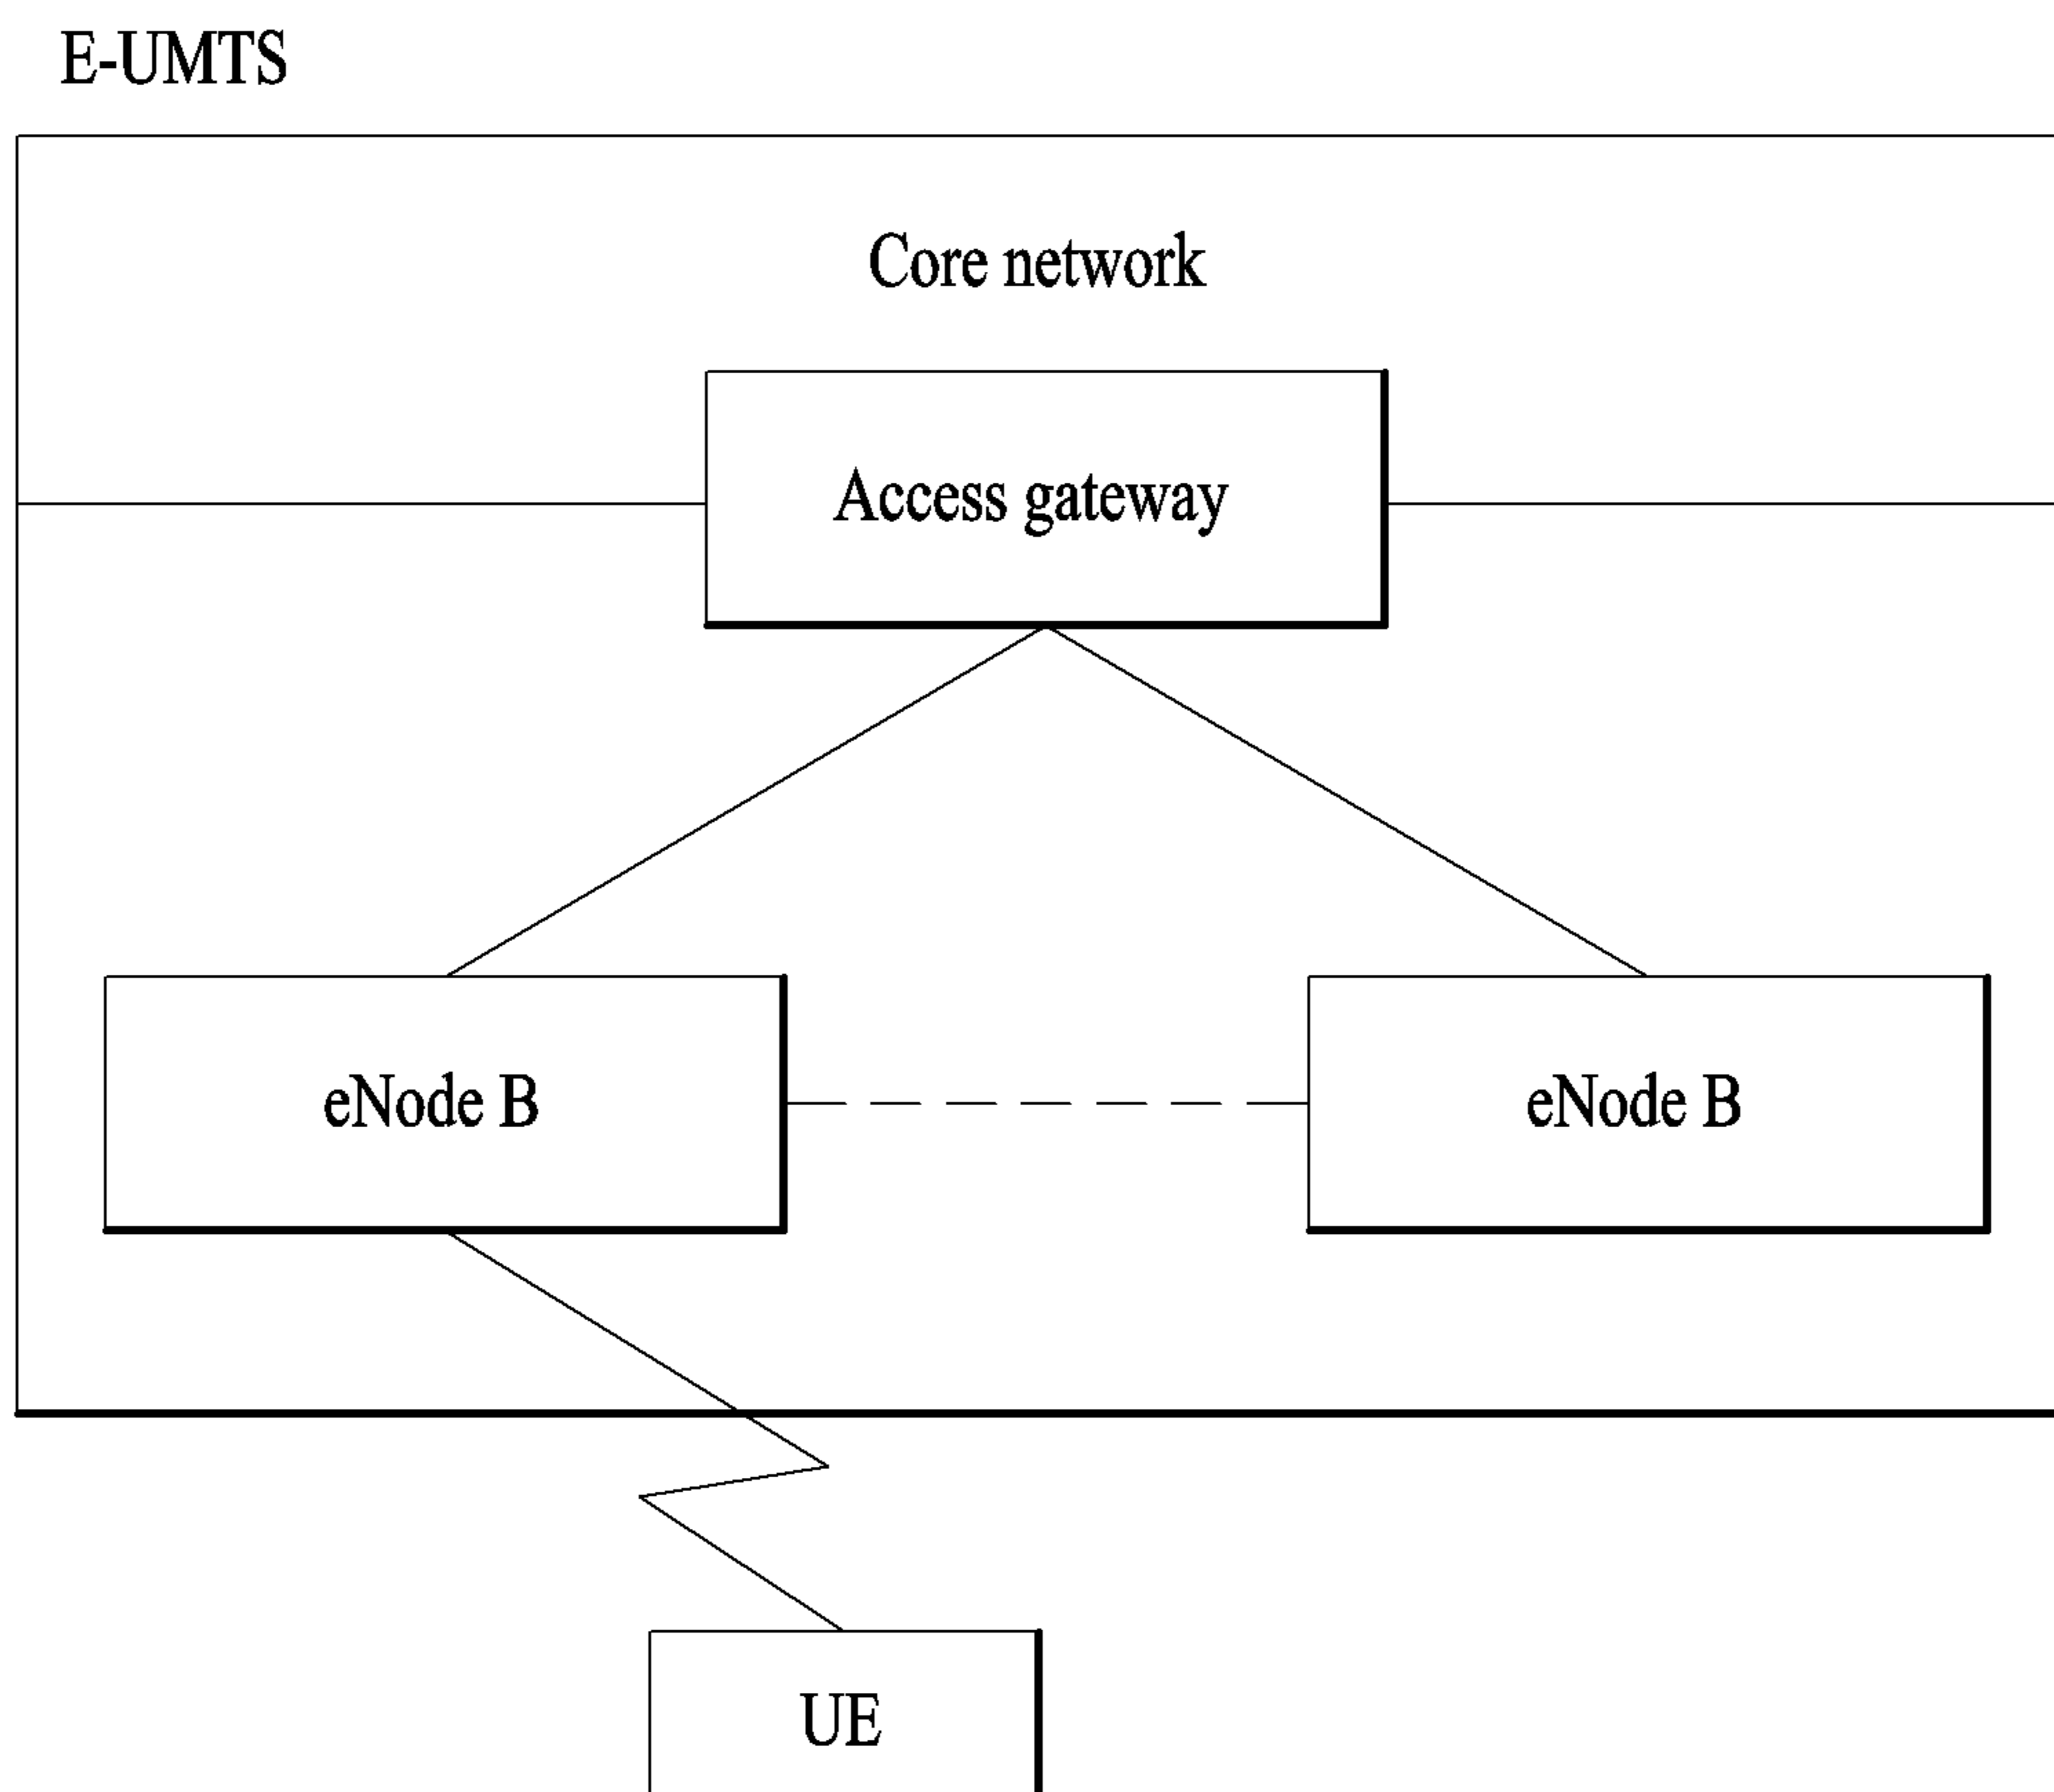 E-UMTS
Core network
Access gateway
eNode B
eNode B
UE